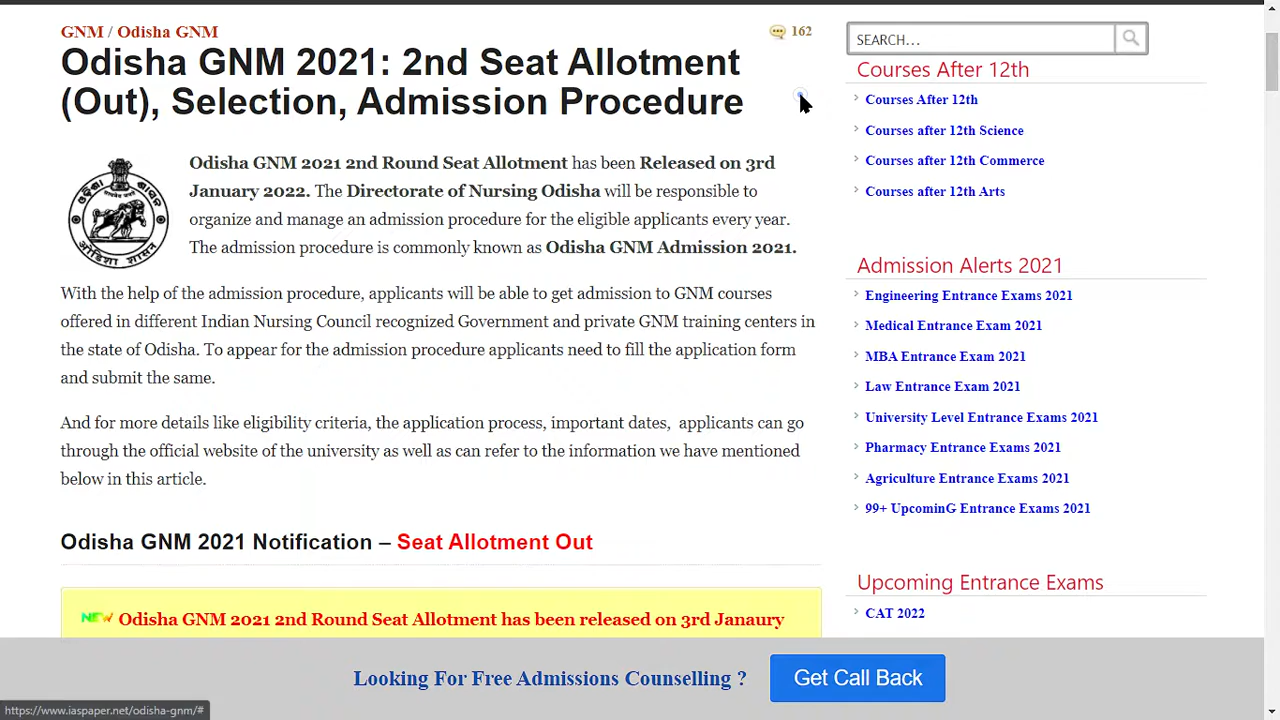 GNM / Odisha GNM
162
Odisha GNM 2021: 2nd Seat Allotment
(Out), Selection, Admission Procedure
Odisha GNM 2021 2nd Round Seat Allotment has been Released on 3rd
January 2022. The Directorate of Nursing Odisha will be responsible to
organize and manage an admission procedure for the eligible applicants every year.
The admission procedure is commonly known as Odisha GNM Admission 2021.
With the help of the admission procedure, applicants will be able to get admission to GNM courses
offered in different Indian Nursing Council recognized Government and private GNM training centers in
the state of Odisha. To appear for the admission procedure applicants need to fill the application form
and submit the same.
And for more details like eligibility criteria, the application process, important dates,  applicants can go
through the official website of the university as well as can refer to the information we have mentioned
below in this article.
Odisha GNM 2021 Notification – Seat Allotment Out
NEW Odisha GNM 2021 2nd Round Seat Allotment has been released on 3rd Janaury
SEARCH...
Courses After 12th
Courses After 12th
Courses after 12th Science
Courses after 12th Commerce
Courses after 12th Arts
Admission Alerts 2021
Engineering Entrance Exams 2021
Medical Entrance Exam 2021
MBA Entrance Exam 2021
Law Entrance Exam 2021
University Level Entrance Exams 2021
Pharmacy Entrance Exams 2021
Agriculture Entrance Exams 2021
99+ UpcominG Entrance Exams 2021
Upcoming Entrance Exams
CAT 2022
Looking For Free Admissions Counselling ?
Get Call Back
https://www.iaspaper.net/odisha-gnm/#